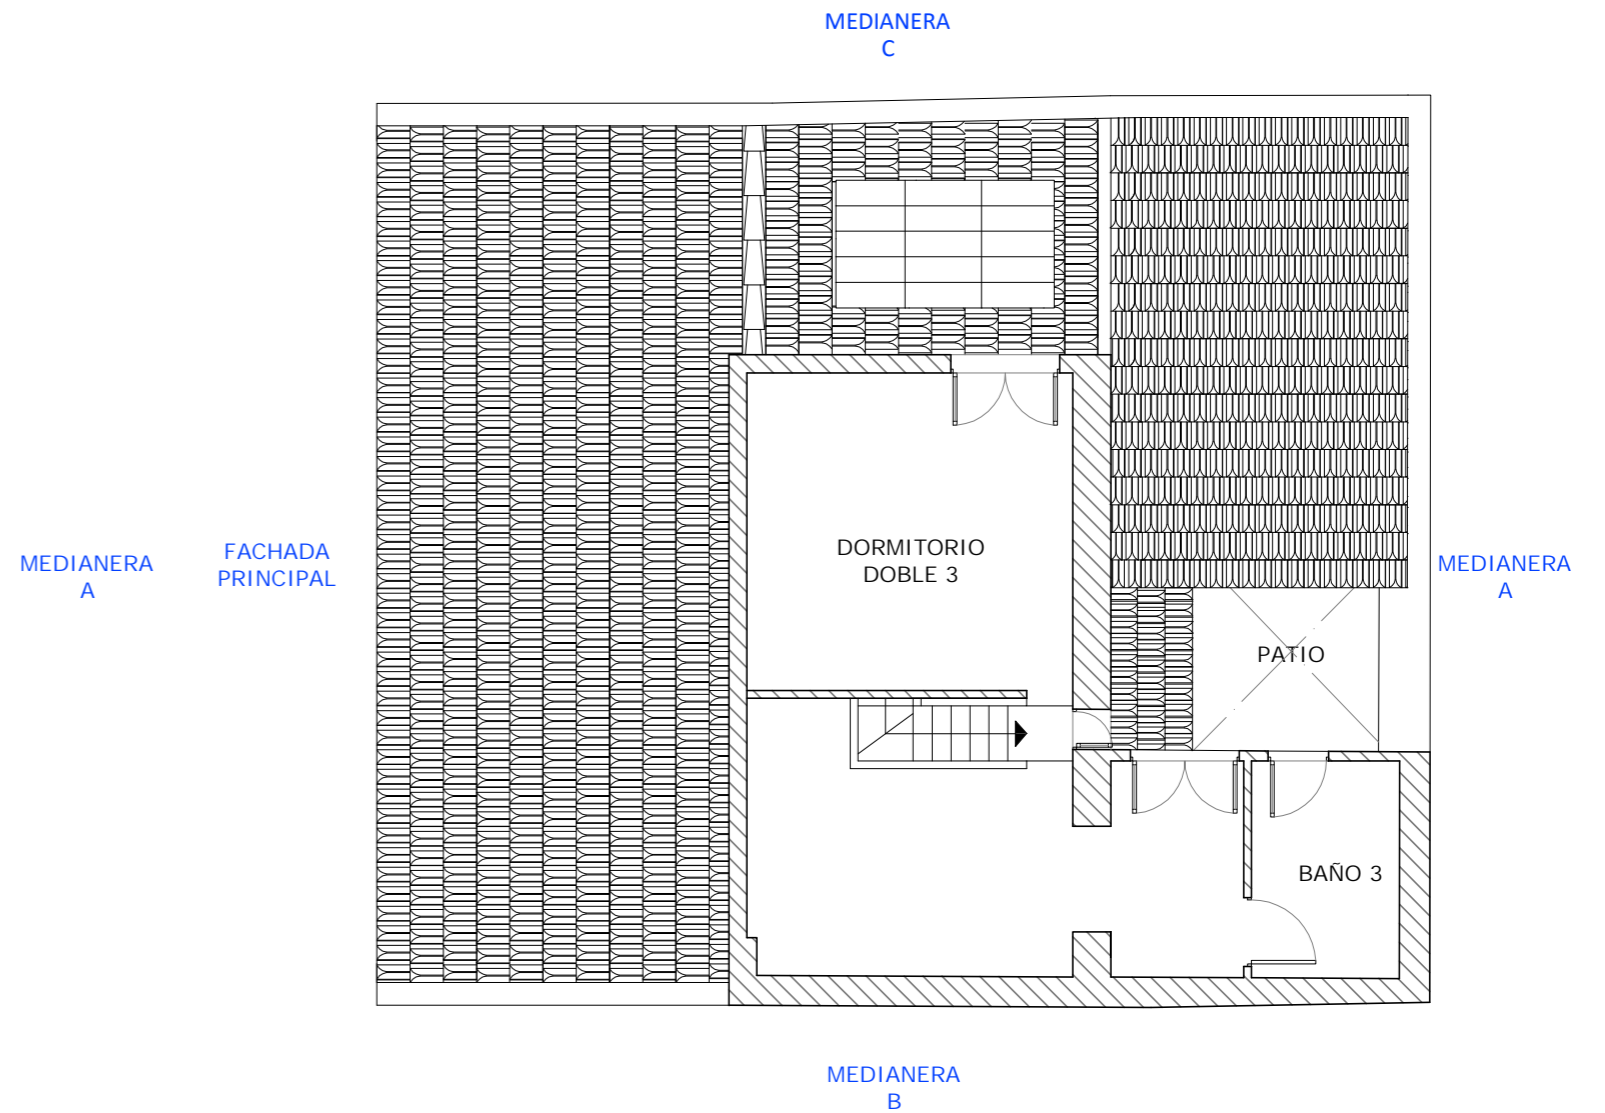 MEDIANERA
C
MEDIANERA
A
FACHADA
PRINCIPAL
DORMITORIO
DOBLE 3
MEDIANERA
A
PATIO
BAÑO 3
MEDIANERA
B